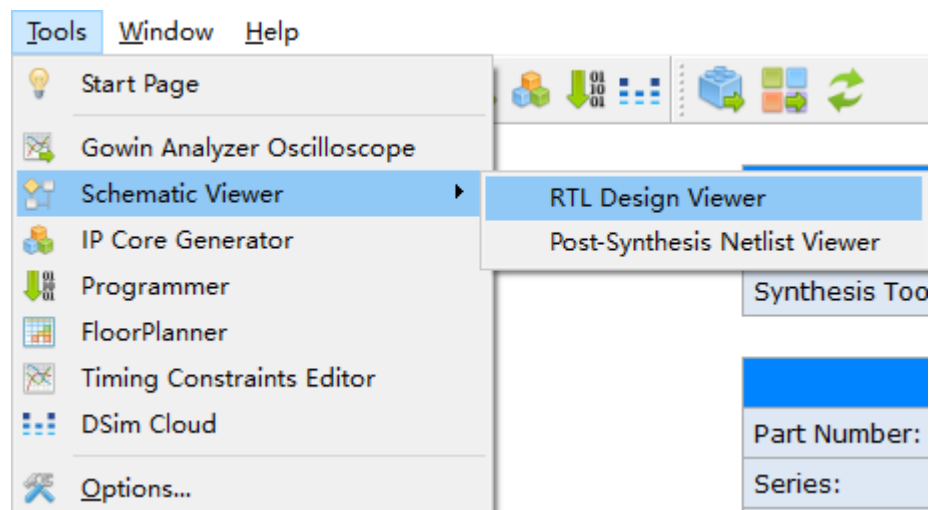 Tools Window Help
Start Page
Gowin Analyzer Oscilloscope
Schematic Viewer
RTL Design Viewer
IP Core Generator
Post-Synthesis Netlist Viewer
Programmer
Synthesis Too
FloorPlanner
Timing Constraints Editor
DSim Cloud
Part Number:
Options...
Series: